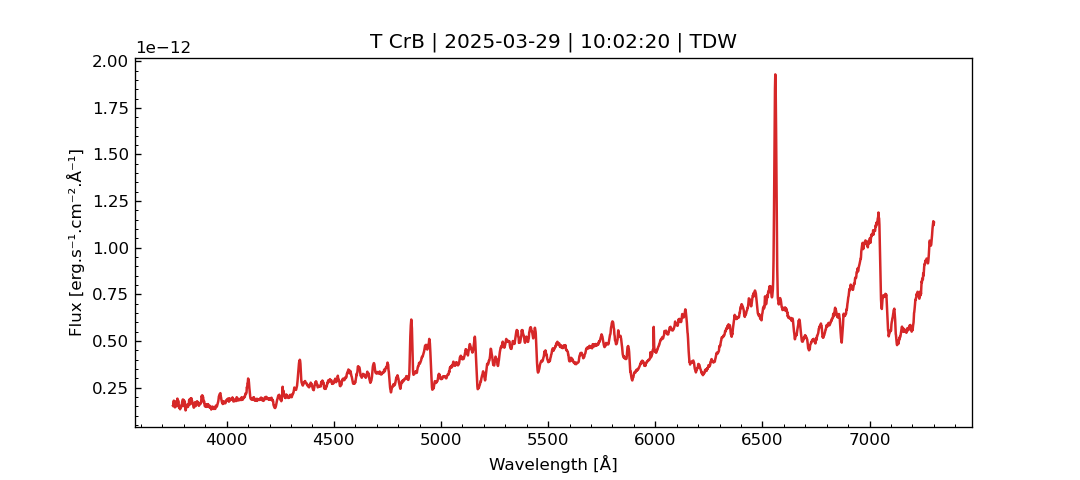 T CrB | 2025-03-29 | 10:02:20 | TDW
1e−12
2.00
1.75
1.50
1.25
1.00
0.75
0.50
0.25
Flux [erg.s⁻¹.cm⁻².Å⁻¹]
4000 4500 5000 5500 6000 6500 7000
Wavelength [Å]